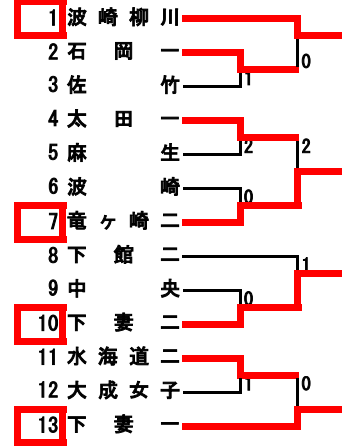 1 波崎柳川
0
2 石岡一
1
3 佐竹
4 太田一
2 2
5 麻生
6 波崎
0
7 竜ヶ崎二
8 下館二
1
9 中央
0
10 下妻二
11 水海道二
1 0
12 大成女子
13 下妻一